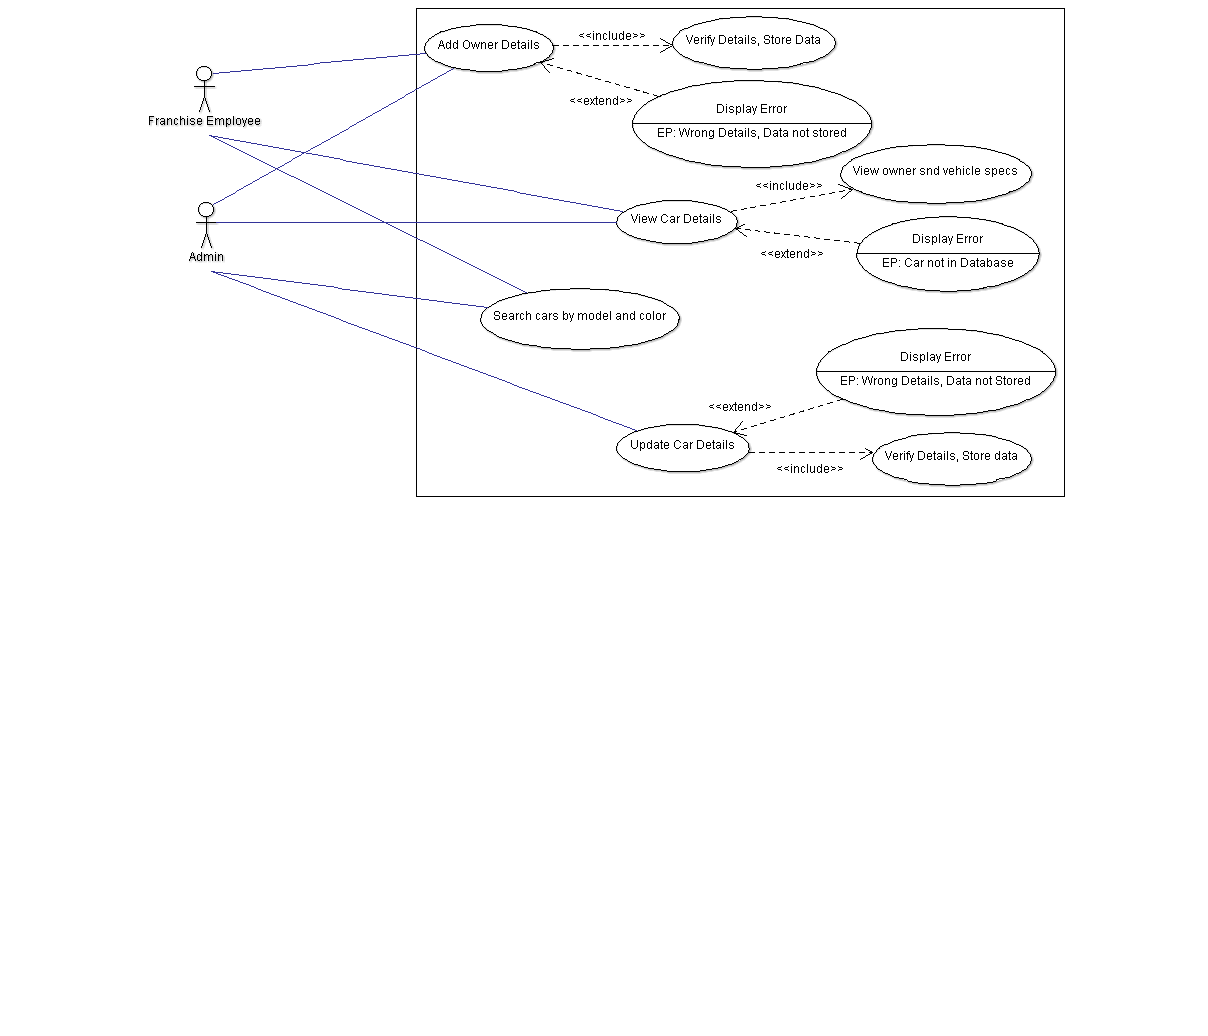 Add Owner Details
<<include>>
Verify Details, Store Data
<<extend>>
Display Error
EP: Wrong Details, Data not stored
Franchise Employee
View owner snd vehicle specs
<<include>>
View Car Details
<<extend>>
Display Error
EP: Car not in Database
Admin
Search cars by model and color
Display Error
EP: Wrong Details, Data not Stored
<<extend>>
Update Car Details
<<include>>
Verify Details, Store data